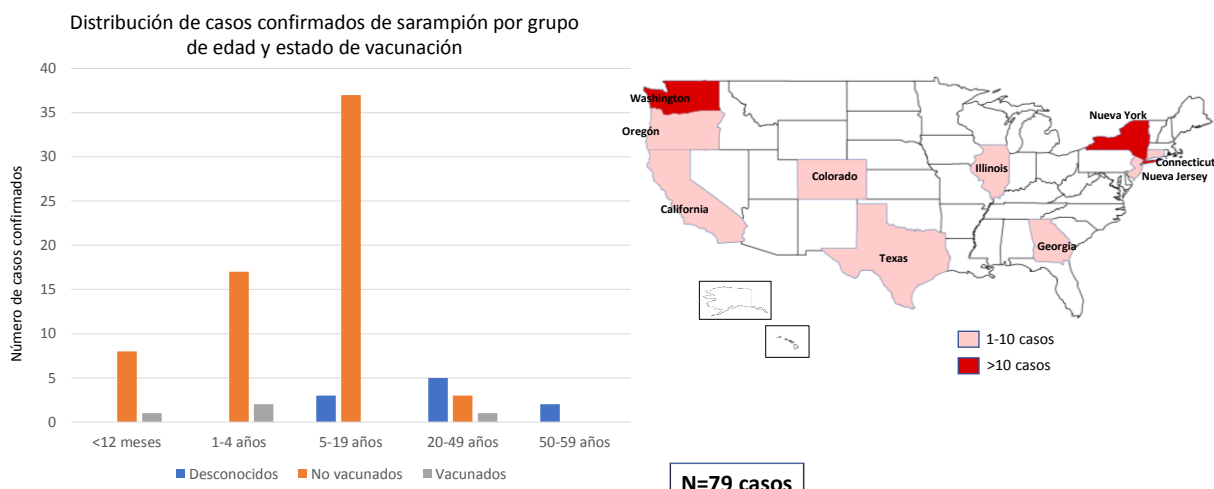 Distribución de casos confirmados de sarampión por grupo
de edad y estado de vacunación
Número de casos confirmados
40
35
30
25
20
15
10
5
0
<12 meses
1-4 años
5-19 años
20-49 años
50-59 años
Desconocidos
No vacunados
Vacunados
Washington
Oregón
California
Colorado
Texas
Illinois
Georgia
Nueva York
Connecticut
Nueva Jersey
1-10 casos
>10 casos
N=79 casos